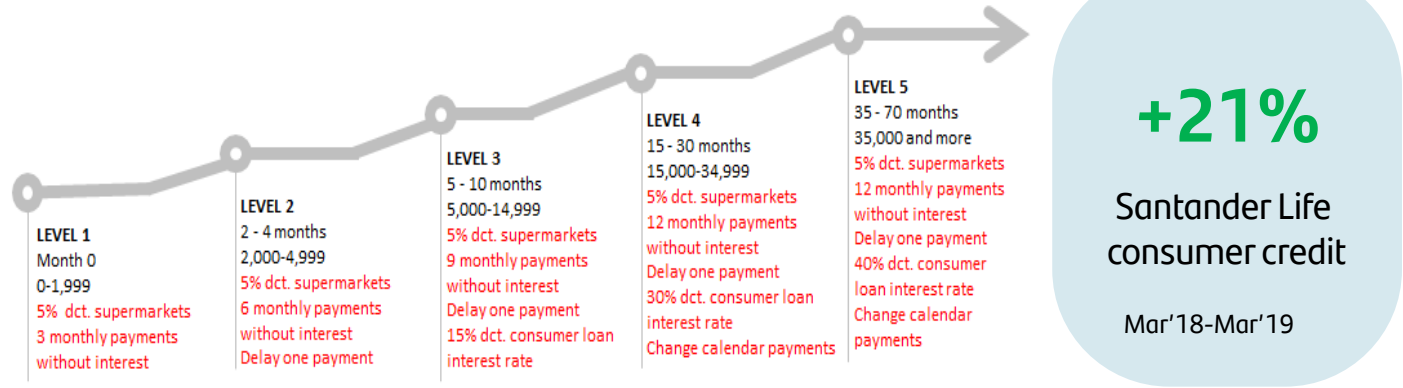 LEVEL 1
Month 0
0-1,999
5% dct. supermarkets
3 monthly payments
without interest
LEVEL 2
2 - 4 months
2,000-4,999
5% dct. supermarkets
6 monthly payments
without interest
Delay one payment
LEVEL 3
5 - 10 months
5,000-14,999
5% dct. supermarkets
9 monthly payments
without interest
Delay one payment
15% dct. consumer loan
interest rate
LEVEL 4
15 - 30 months
15,000-34,999
5% dct. supermarkets
12 monthly payments
without interest
Delay one payment
30% dct. consumer loan
interest rate
Change calendar payments
LEVEL 5
35 - 70 months
35,000 and more
5% dct. supermarkets
12 monthly payments
without interest
Delay one payment
40% dct. consumer
loan interest rate
Change calendar
payments
+21%
Santander Life
consumer credit
Mar'18-Mar'19